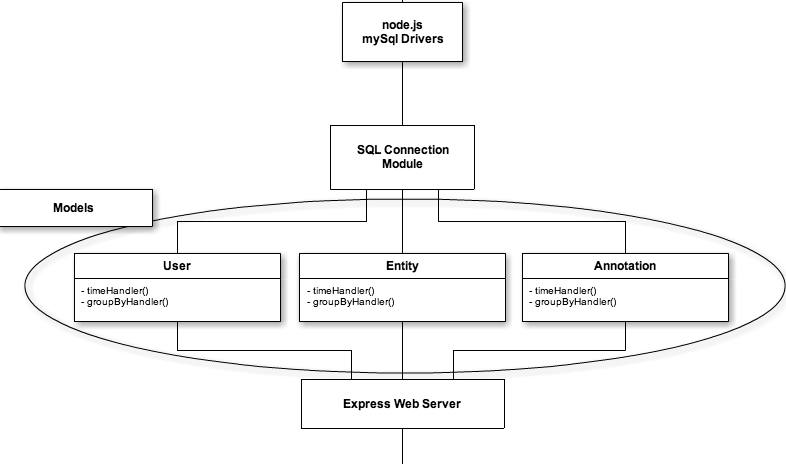 node.js
mySql Drivers
SQL Connection
Module
Models
User
- timeHandler()
- groupByHandler()
Entity
- timeHandler()
- groupByHandler()
Annotation
- timeHandler()
- groupByHandler()
Express Web Server